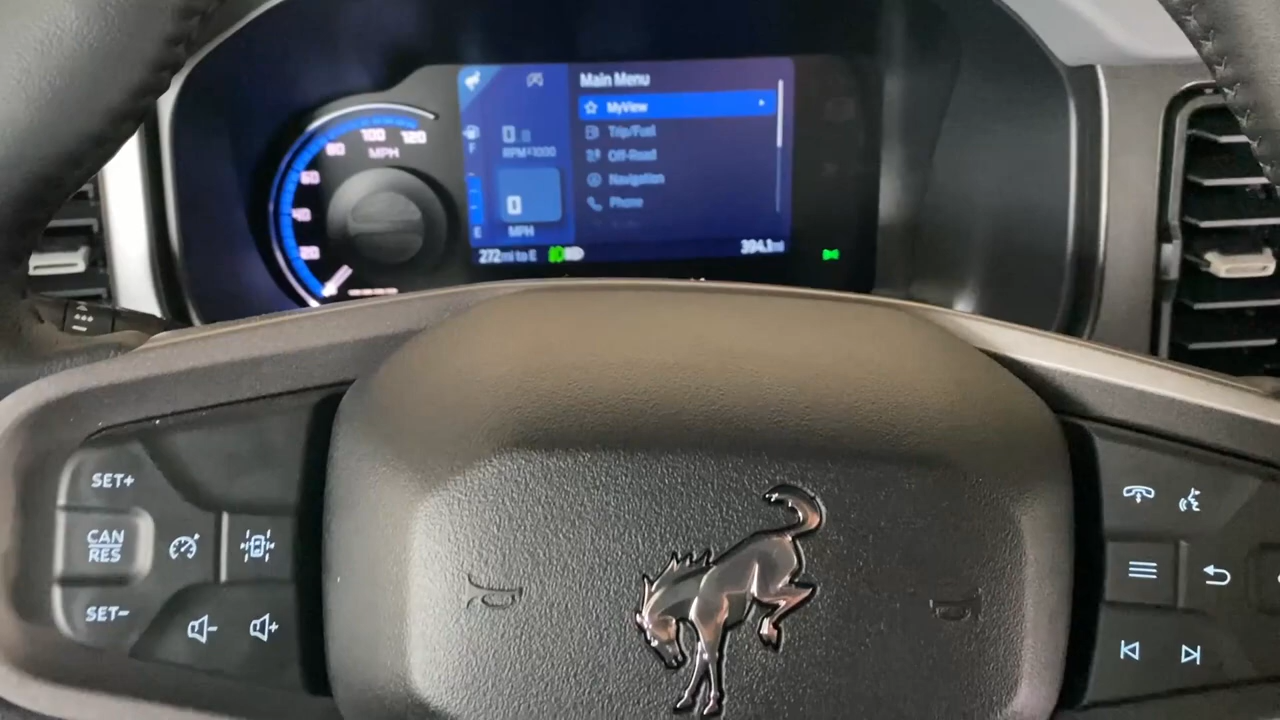 Main Menu
MyView
Trip/Fuel
Off-Road
Navigation
Phone
F
E
0
RPM x1000
0
MPH
272 mi to E
394.1 mi
120
100
80
MPH
60
40
20
SET+
CAN
RES
SET-